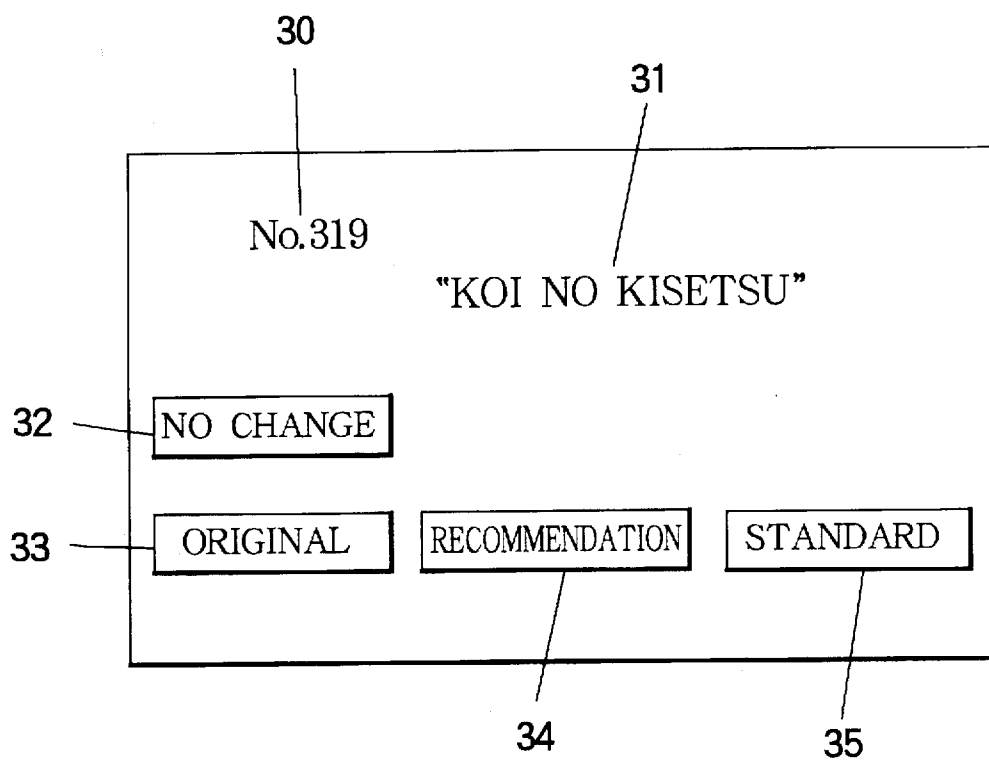 30
31
No.319
“KOI NO KISETSU”
32
NO CHANGE
33
ORIGINAL
RECOMMENDATION
STANDARD
34
35